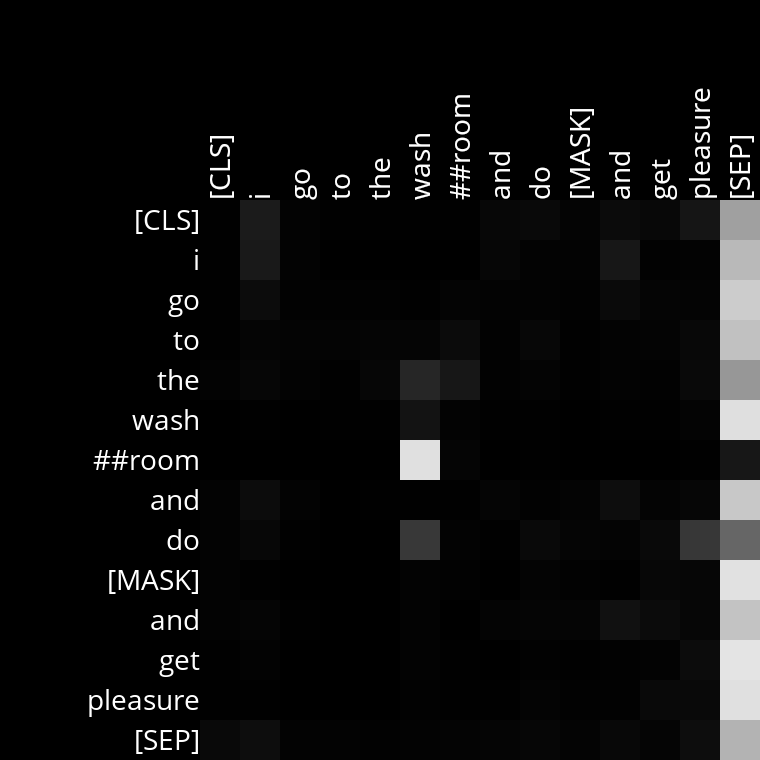 [CLS] i go to the wash ##room and do [MASK] and get pleasure [SEP]
[CLS]
i
go
to
the
wash
##room
and
do
[MASK]
and
get
pleasure
[SEP]